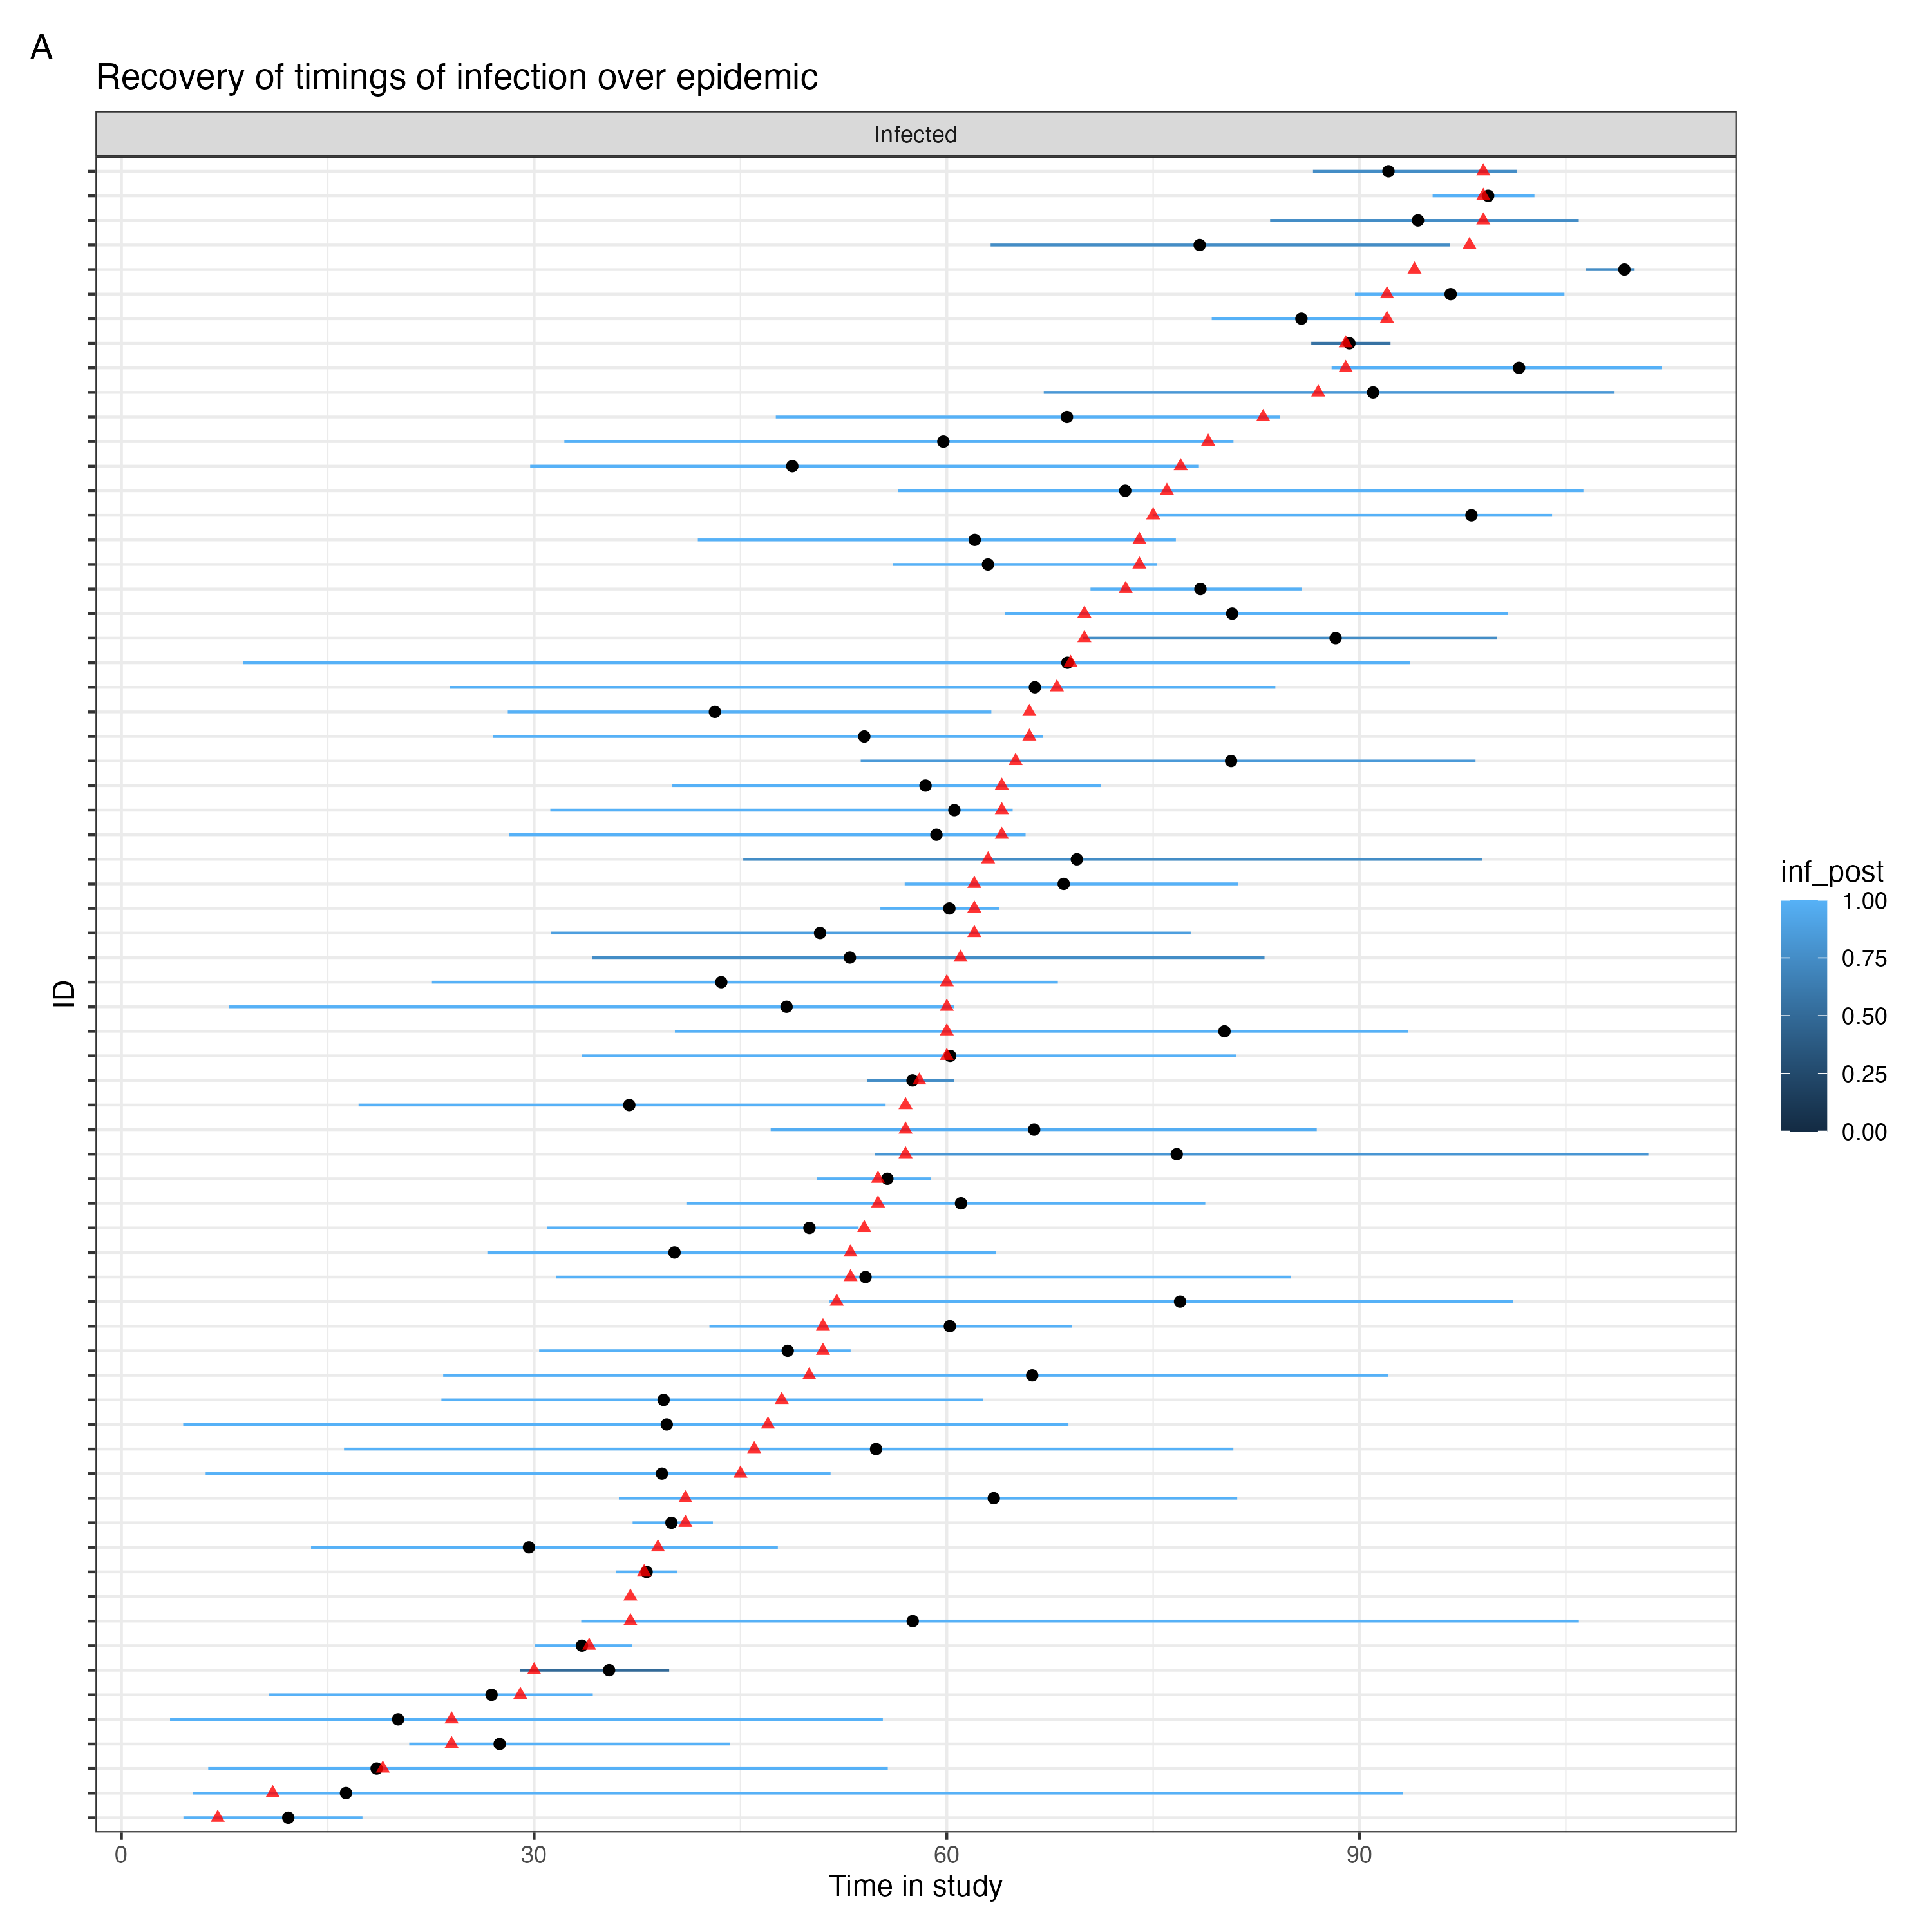 A
Recovery of timings of infection over epidemic
Infected
ID
inf_post
1.00
0.75
0.50
0.25
0.00
0 30 60 90
Time in study